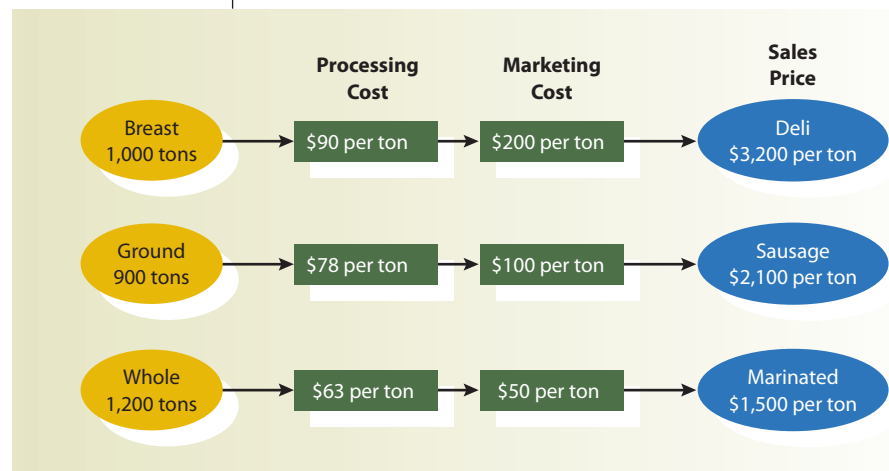 Processing
Cost
Marketing
Cost
Sales
Price
Breast
1,000 tons
$90 per ton
$200 per ton
Deli
$3,200 per ton
Ground
900 tons
$78 per ton
$100 per ton
Sausage
$2,100 per ton
Whole
1,200 tons
$63 per ton
$50 per ton
Marinated
$1,500 per ton